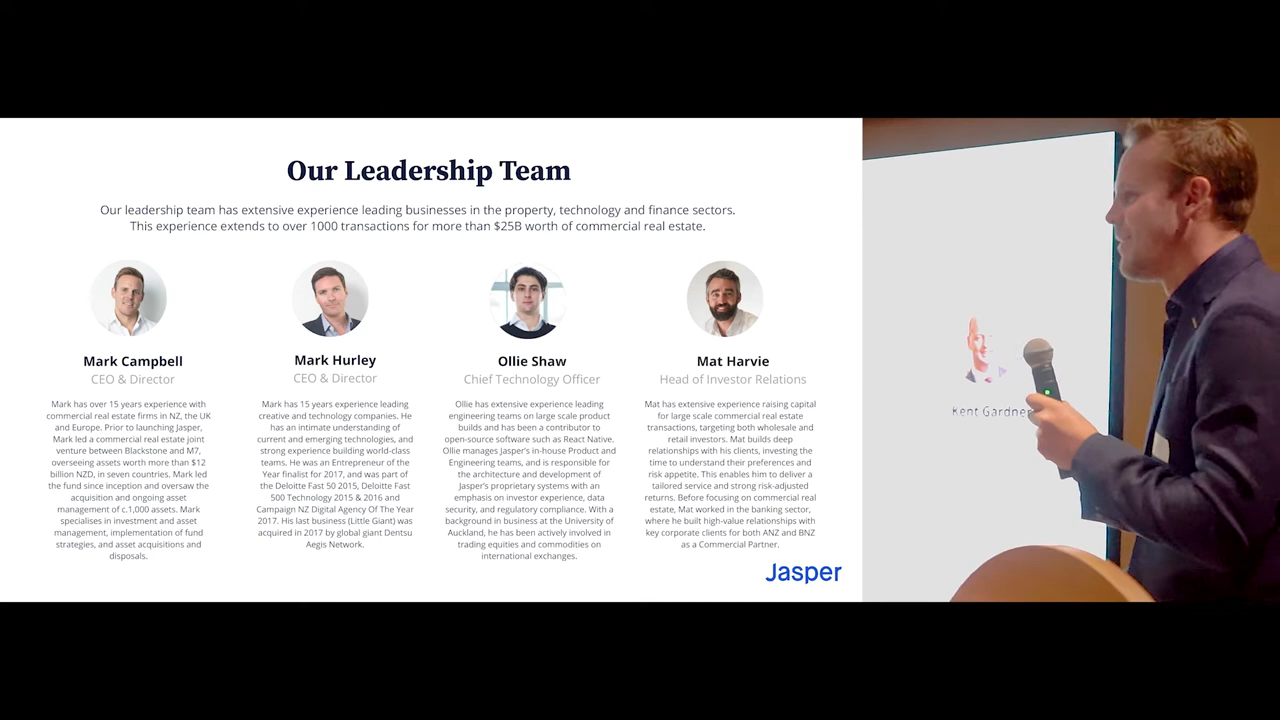 Our Leadership Team
Our leadership team has extensive experience leading businesses in the property, technology and finance sectors.
This experience extends to over 1000 transactions for more than $25B worth of commercial real estate.
Mark Campbell
CEO & Director
Mark has over 15 years experience with
commercial real estate firms in NZ, the UK
and Europe. Prior to launching Jasper,
Mark led a commercial real estate joint
venture between Blackstone and M7,
overseeing assets worth more than $12
billion NZD, in seven countries. Mark led
the fund since inception and oversaw the
acquisition and ongoing asset
management of c.1,000 assets. Mark
specialises in investment and asset
management, implementation of fund
strategies, and asset acquisitions and
disposals.
Mark Hurley
CEO & Director
Mark has 15 years experience leading
creative and technology companies. He
has an intimate understanding of
current and emerging technologies, and
strong experience building world-class
teams. He was an Entrepreneur of the
Year finalist for 2017, and was part of
the Deloitte Fast 50 2015, Deloitte Fast
500 Technology 2015 & 2016 and
Campaign NZ Digital Agency Of The Year
2017. His last business (Little Giant) was
acquired in 2017 by global giant Dentsu
Aegis Network.
Ollie Shaw
Chief Technology Officer
Ollie has extensive experience leading
engineering teams on large scale product
builds and has been a contributor to
open-source software such as React Native.
Ollie manages Jasper's in-house Product and
Engineering teams, and is responsible for
the architecture and development of
Jasper's proprietary systems with an
emphasis on investor experience, data
security, and regulatory compliance. With a
background in business at the University of
Auckland, he has been actively involved in
trading equities and commodities on
international exchanges.
Mat Harvie
Head of Investor Relations
Mat has extensive experience raising capital
for large scale commercial real estate
transactions, targeting both wholesale and
retail investors. Mat builds deep
relationships with his clients, investing the
time to understand their preferences and
risk appetite. This enables him to deliver a
tailored service and strong risk-adjusted
returns. Before focusing on commercial real
estate, Mat worked in the banking sector,
where he built high-value relationships with
key corporate clients for both ANZ and BNZ
as a Commercial Partner.
Jasper
Kent Gardner